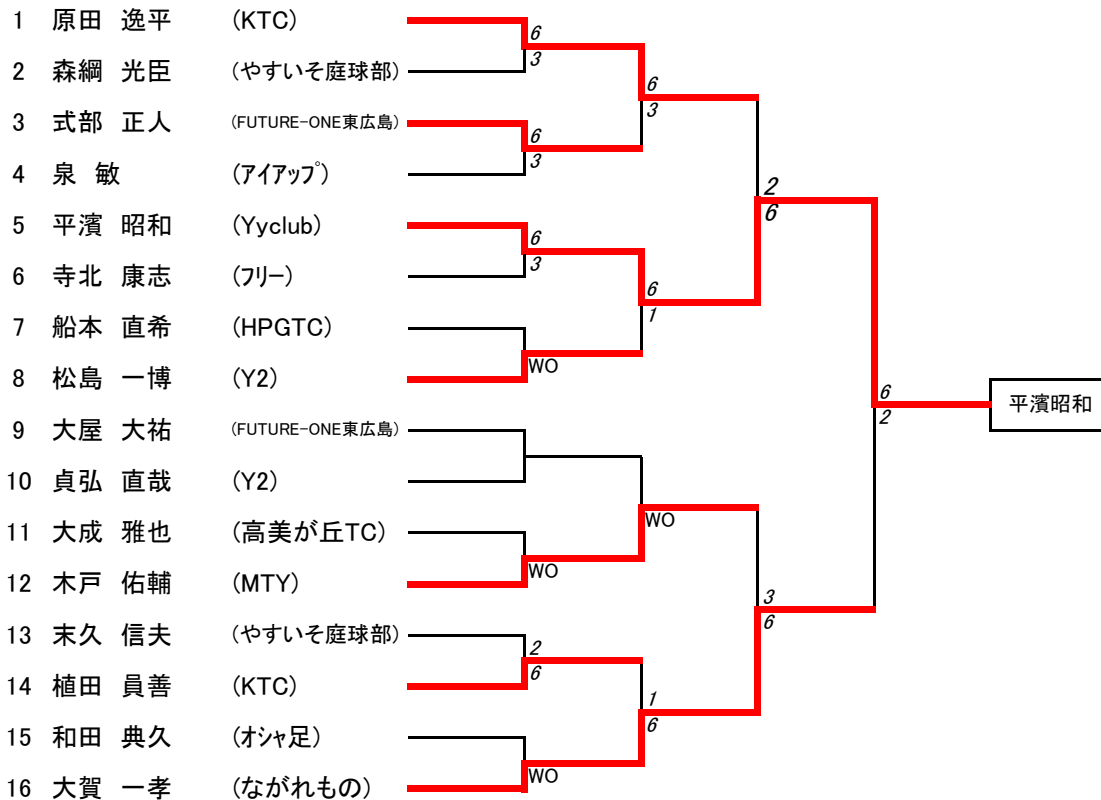 1 原田 逸平 (KTC)
6
3
2 森綱 光臣 (やすいそ庭球部)
6
3
3 式部 正人 (FUTURE-ONE東広島)
6
3
4 泉 敏 (アイアップ)
2
6
5 平濱 昭和 (Yyclub)
6
3
6 寺北 康志 (フリー)
6
1
7 船本 直希 (HPGTC)
WO
8 松島 一博 (Y2)
6
2
平濱昭和
9 大屋 大祐 (FUTURE-ONE東広島)
10 貞弘 直哉 (Y2)
WO
11 大成 雅也 (高美が丘TC)
WO
12 木戸 佑輔 (MTY)
3
6
13 末久 信夫 (やすいそ庭球部)
2
6
14 植田 員善 (KTC)
1
6
15 和田 典久 (オシャ足)
WO
16 大賀 一孝 (ながれもの)